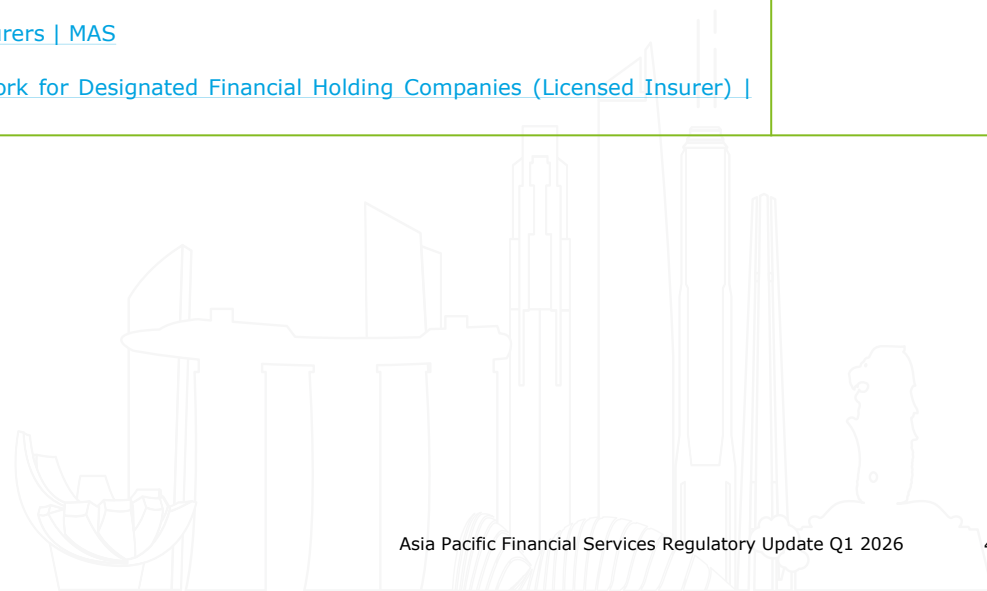 urers | MAS
ork for Designated Financial Holding Companies (Licensed Insurer) |
Asia Pacific Financial Services Regulatory Update Q1 2026